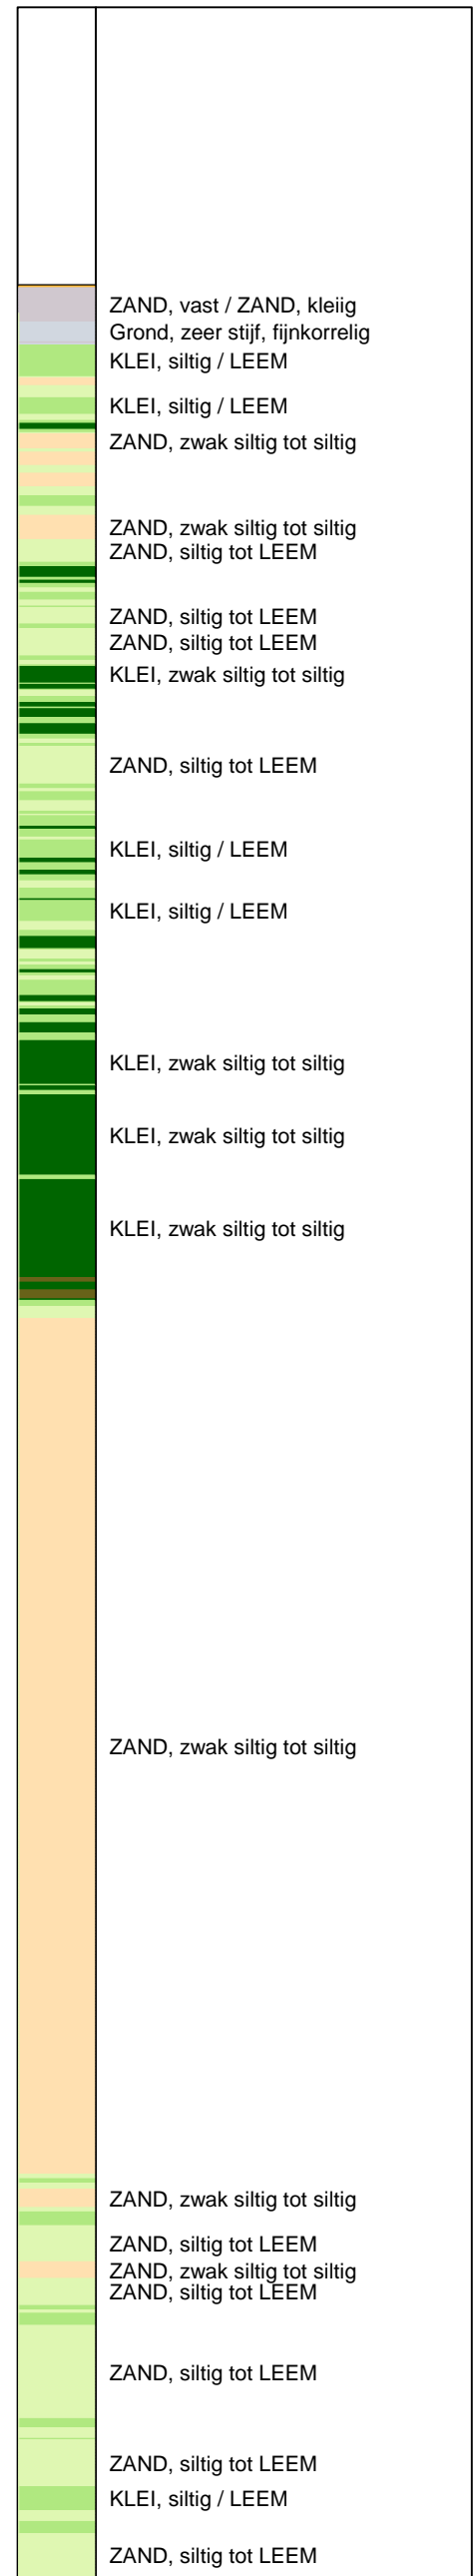 ZAND, vast / ZAND, kleiig
Grond, zeer stijf, fijnkorrelig
KLEI, siltig / LEEM
KLEI, siltig / LEEM
ZAND, zwak siltig tot siltig
ZAND, zwak siltig tot siltig
ZAND, siltig tot LEEM
ZAND, siltig tot LEEM
ZAND, siltig tot LEEM
KLEI, zwak siltig tot siltig
ZAND, siltig tot LEEM
KLEI, siltig / LEEM
KLEI, siltig / LEEM
KLEI, zwak siltig tot siltig
KLEI, zwak siltig tot siltig
KLEI, zwak siltig tot siltig
ZAND, zwak siltig tot siltig
ZAND, zwak siltig tot siltig
ZAND, siltig tot LEEM
ZAND, zwak siltig tot siltig
ZAND, siltig tot LEEM
ZAND, siltig tot LEEM
ZAND, siltig tot LEEM
KLEI, siltig / LEEM
ZAND, siltig tot LEEM